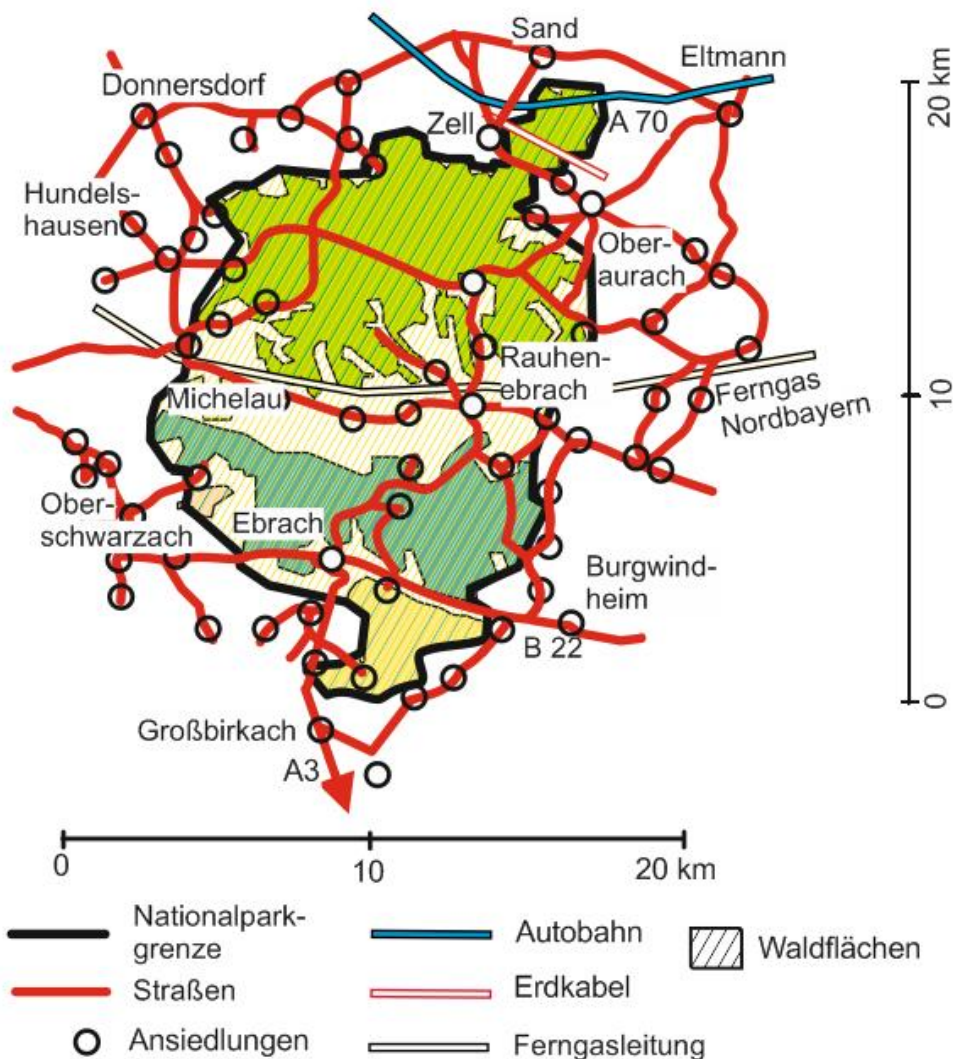 Sand
Eltmann
Donnersdorf
20 km
A 70
Zell
Hundels-
hausen
Ober-
aurach
Rauhen-
ebrach
Michelau
Ferngas
Nordbayern
10
Ober-
schwarzach
Ebrach
Burgwind-
heim
B 22
0
Großbirkach
A3
0
10
20 km
Nationalpark-
grenze
Autobahn
Waldflächen
Straßen
Erdkabel
Ansiedlungen
Ferngasleitung